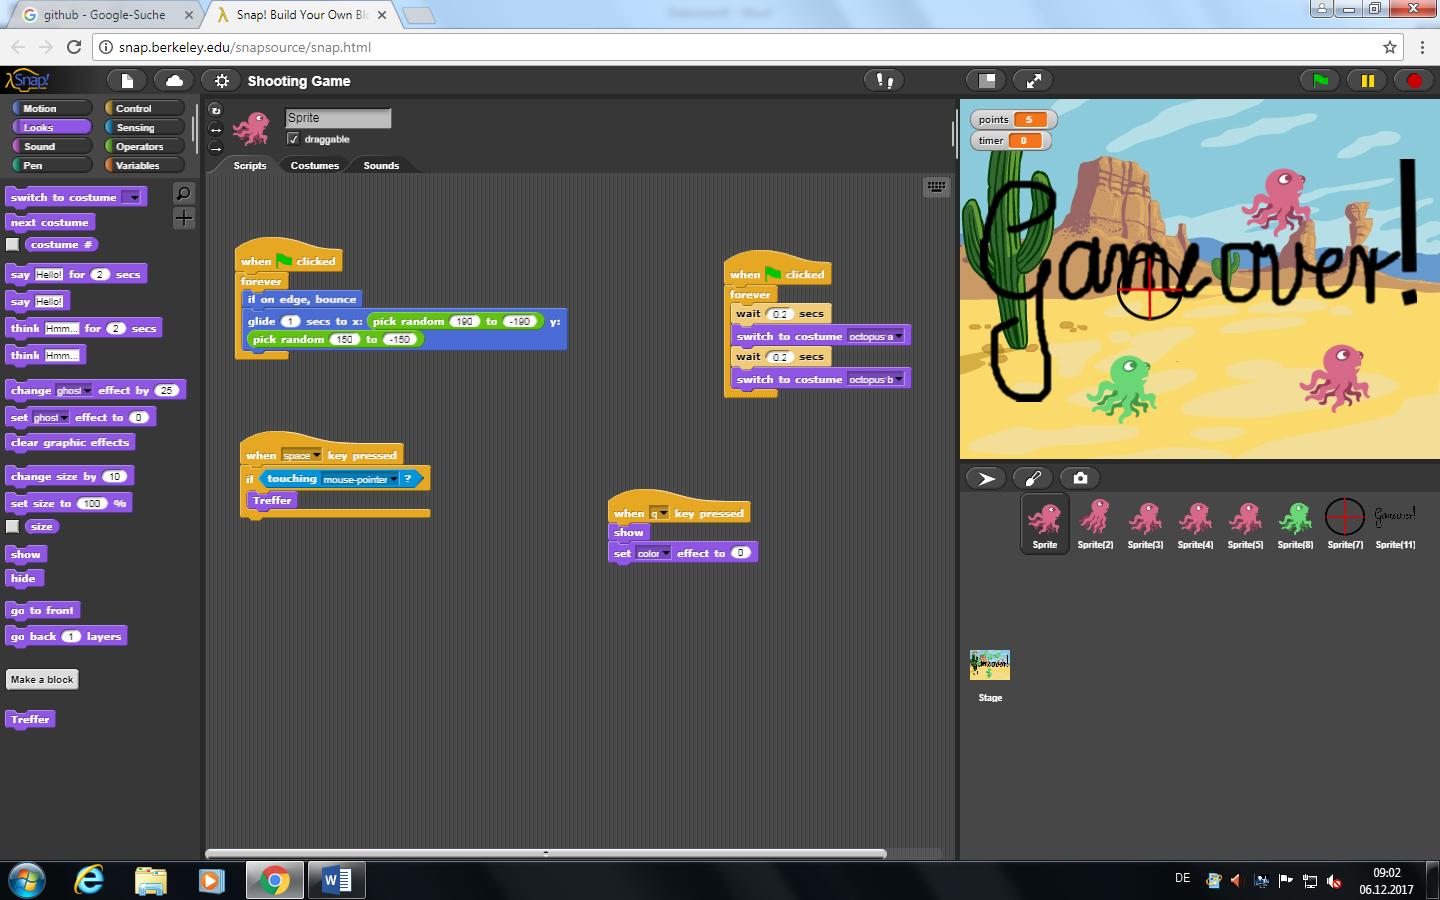 github - Google-Suche
Snap! Build Your Own Bl
snap.berkeley.edu/snapsource/snap.html
Snap!
Shooting Game
Motion
Control
Looks
Sensing
Sound
Operators
Pen
Variables
switch to costume
next costume
costume #
say Hello! for 2 secs
say Hello!
think Hmm... for 2 secs
think Hmm...
change ghost effect by 25
set ghost effect to 0
clear graphic effects
change size by 10
set size to 100 %
size
show
hide
go to front
go back 1 layers
Make a block
Treffer
Sprite
draggable
Scripts
Costumes
Sounds
when clicked
forever
if on edge, bounce
glide 1 secs to x: pick random 190 to -190 y:
pick random 150 to -150
when space key pressed
if touching mouse-pointer ?
Treffer
when clicked
forever
wait 0.2 secs
switch to costume octopus a
wait 0.2 secs
switch to costume octopus b
when q key pressed
show
set color effect to 0
points 5
timer 0
Game over!
Sprite
Sprite(2)
Sprite(3)
Sprite(4)
Sprite(5)
Sprite(8)
Sprite(7)
Game over!
Sprite(11)
Game over!
Stage
DE
09:02
06.12.2017